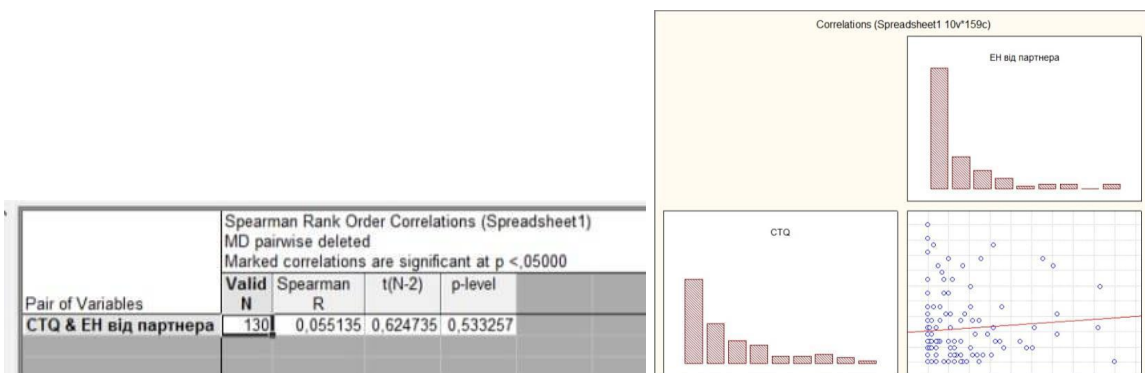 Spearman Rank Order Correlations (Spreadsheet1)
MD pairwise deleted
Marked correlations are significant at p <,05000
Pair of Variables Valid N Spearman R t(N-2) p-level
CTQ & ЕН від партнера 130 0,055135 0,624735 0,533257
Correlations (Spreadsheet1 10v*159c)
ЕН від партнера
CTQ